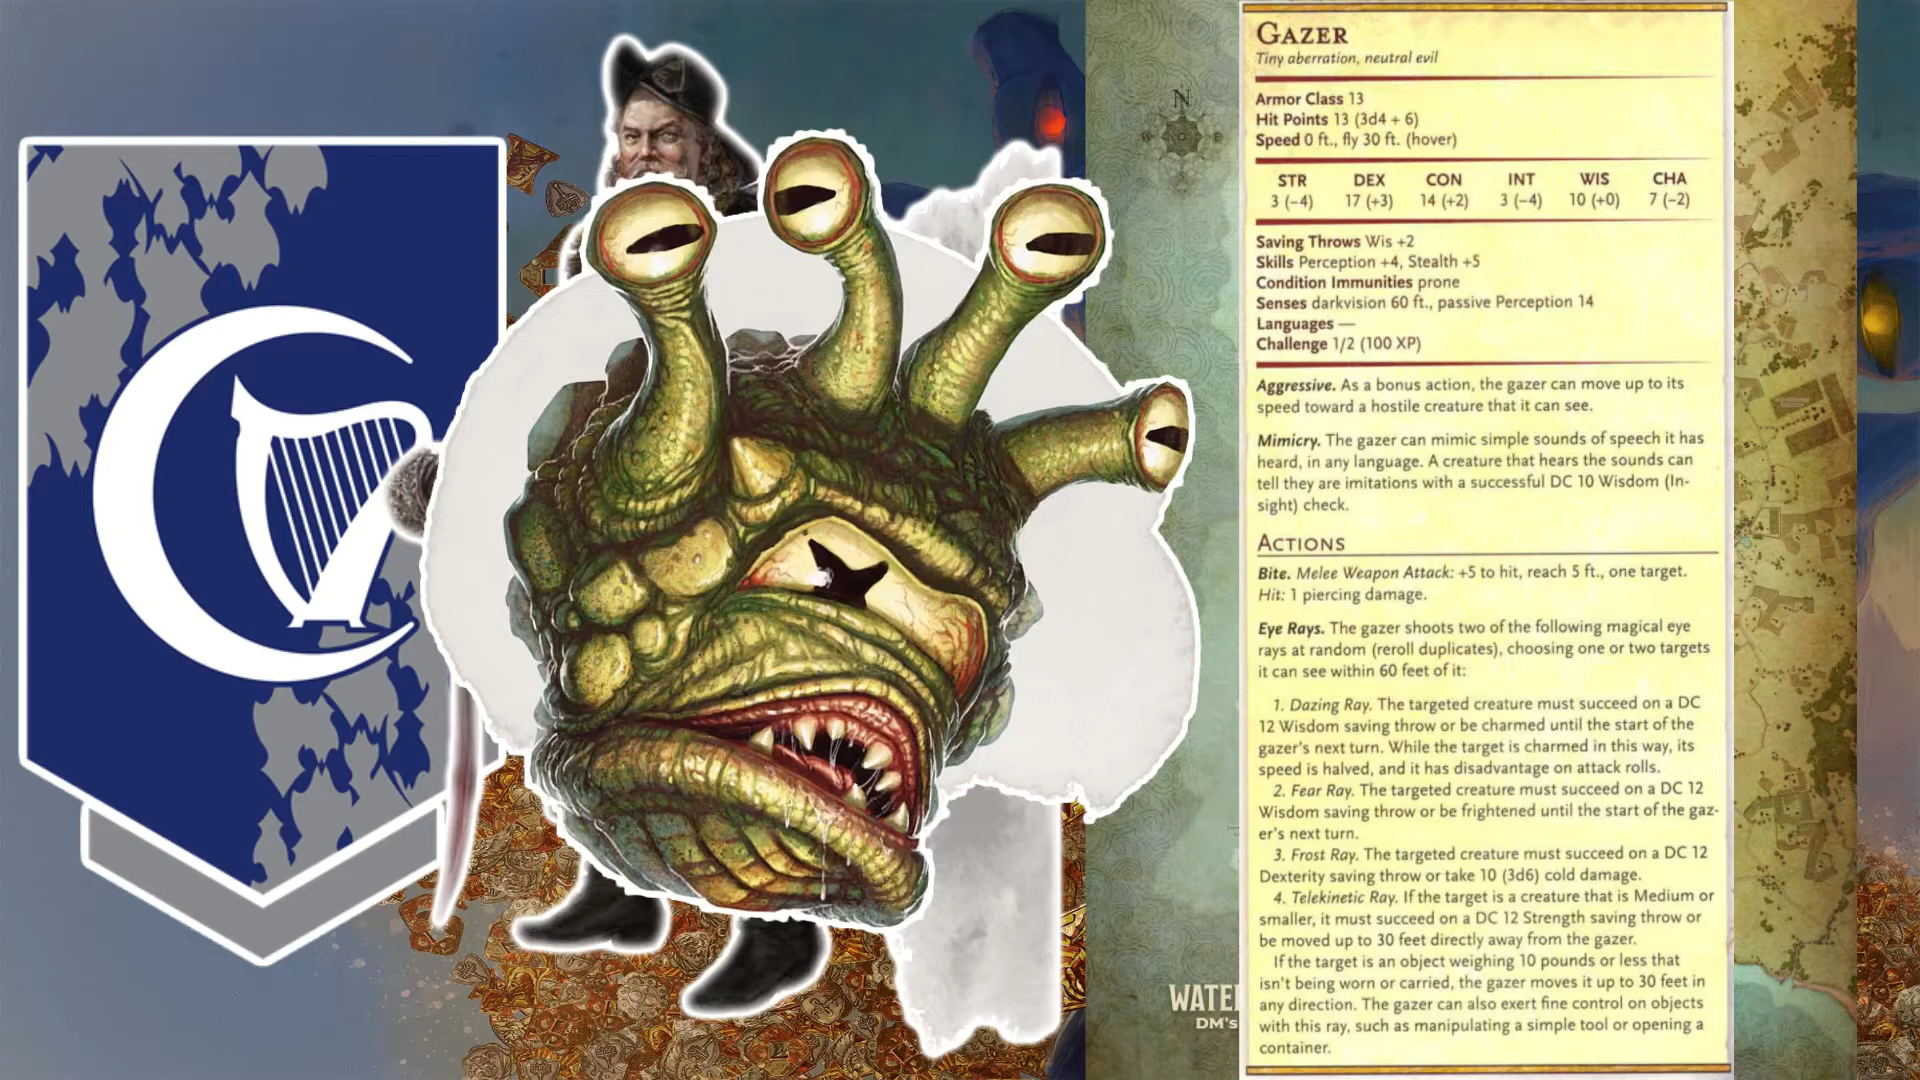 N
WATE
DM's
GAZER
Tiny aberration, neutral evil
Armor Class 13
Hit Points 13 (3d4 + 6)
Speed 0 ft., fly 30 ft. (hover)
STR DEX CON INT WIS CHA
3 (−4) 17 (+3) 14 (+2) 3 (−4) 10 (+0) 7 (−2)
Saving Throws Wis +2
Skills Perception +4, Stealth +5
Condition Immunities prone
Senses darkvision 60 ft., passive Perception 14
Languages —
Challenge 1/2 (100 XP)
Aggressive. As a bonus action, the gazer can move up to its
speed toward a hostile creature that it can see.
Mimicry. The gazer can mimic simple sounds of speech it has
heard, in any language. A creature that hears the sounds can
tell they are imitations with a successful DC 10 Wisdom (In-
sight) check.
ACTIONS
Bite. Melee Weapon Attack: +5 to hit, reach 5 ft., one target.
Hit: 1 piercing damage.
Eye Rays. The gazer shoots two of the following magical eye
rays at random (reroll duplicates), choosing one or two targets
it can see within 60 feet of it:
1. Dazing Ray. The targeted creature must succeed on a DC
12 Wisdom saving throw or be charmed until the start of the
gazer's next turn. While the target is charmed in this way, its
speed is halved, and it has disadvantage on attack rolls.
2. Fear Ray. The targeted creature must succeed on a DC 12
Wisdom saving throw or be frightened until the start of the gaz-
er's next turn.
3. Frost Ray. The targeted creature must succeed on a DC 12
Dexterity saving throw or take 10 (3d6) cold damage.
4. Telekinetic Ray. If the target is a creature that is Medium or
smaller, it must succeed on a DC 12 Strength saving throw or
be moved up to 30 feet directly away from the gazer.
If the target is an object weighing 10 pounds or less that
isn't being worn or carried, the gazer moves it up to 30 feet in
any direction. The gazer can also exert fine control on objects
with this ray, such as manipulating a simple tool or opening a
container.